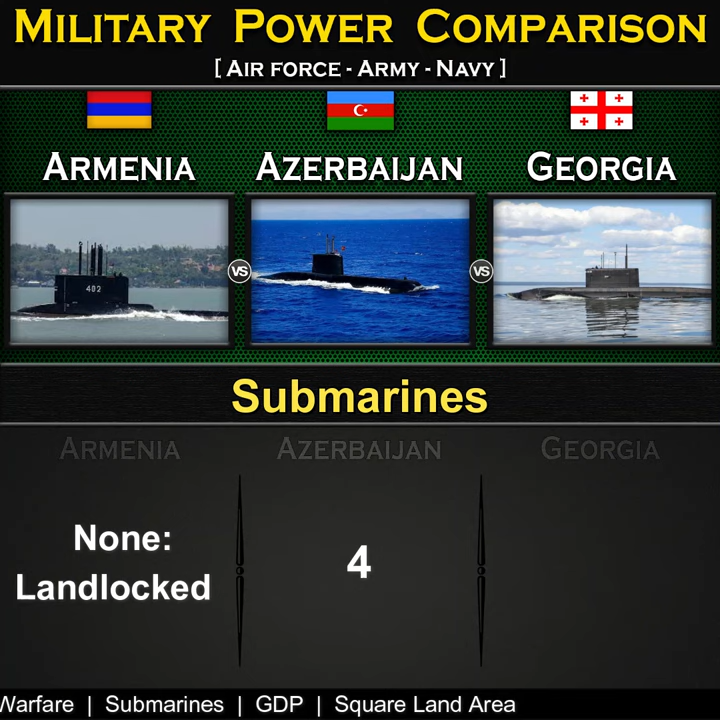 Military Power Comparison
[ Air force - Army - Navy ]
Armenia
Azerbaijan
Georgia
402
VS
VS
Submarines
Armenia
Azerbaijan
Georgia
None:
Landlocked
4
Warfare | Submarines | GDP | Square Land Area